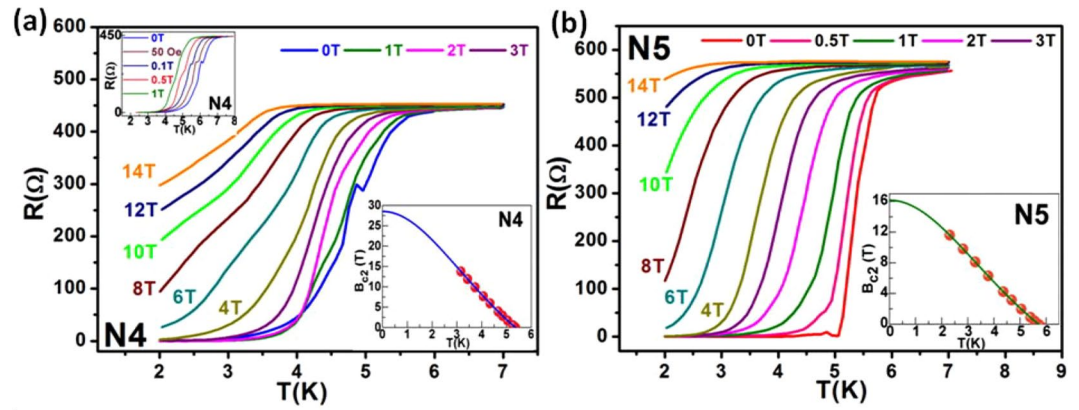 (a)
600
500
400
300
200
100
0
R(Ω)
2 3 4 5 6 7
T(K)
N4
0T 1T 2T 3T
14T
12T
10T
8T
6T
4T
450
0
R(Ω)
0T
50 Oe
0.1T
0.5T
1T
N4
2 3 4 5 6 7 8
T(K)
30
25
20
15
10
5
0
B_c2 (T)
N4
0 1 2 3 4 5 6
T(K)
(b)
N5
600
500
400
300
200
100
0
R(Ω)
2 3 4 5 6 7 8 9
T(K)
0T 0.5T 1T 2T 3T
14T
12T
10T
8T
6T
4T
16
12
8
4
0
B_c2 (T)
N5
0 1 2 3 4 5 6
T(K)